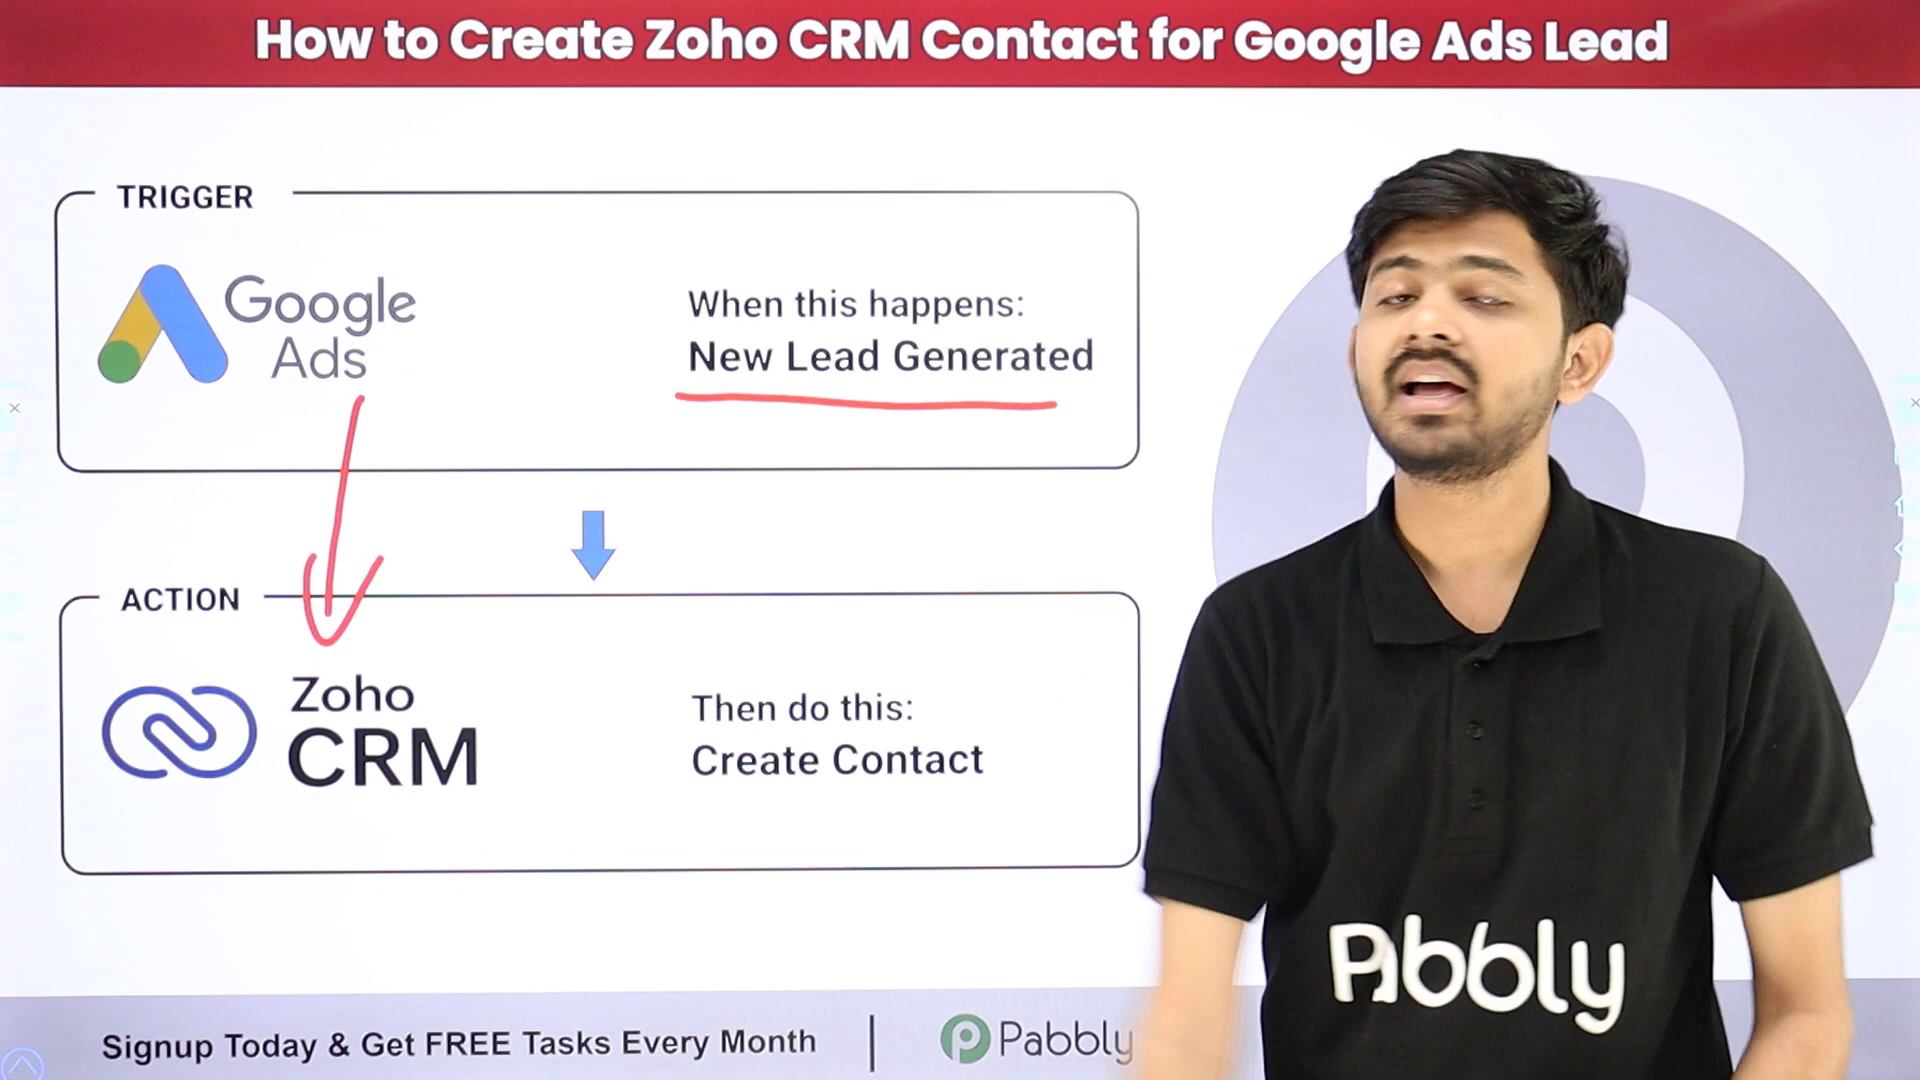 How to Create Zoho CRM Contact for Google Ads Lead
TRIGGER
Google
Ads
When this happens:
New Lead Generated
ACTION
Zoho
CRM
Then do this:
Create Contact
Pabbly
Signup Today & Get FREE Tasks Every Month
Pabbly